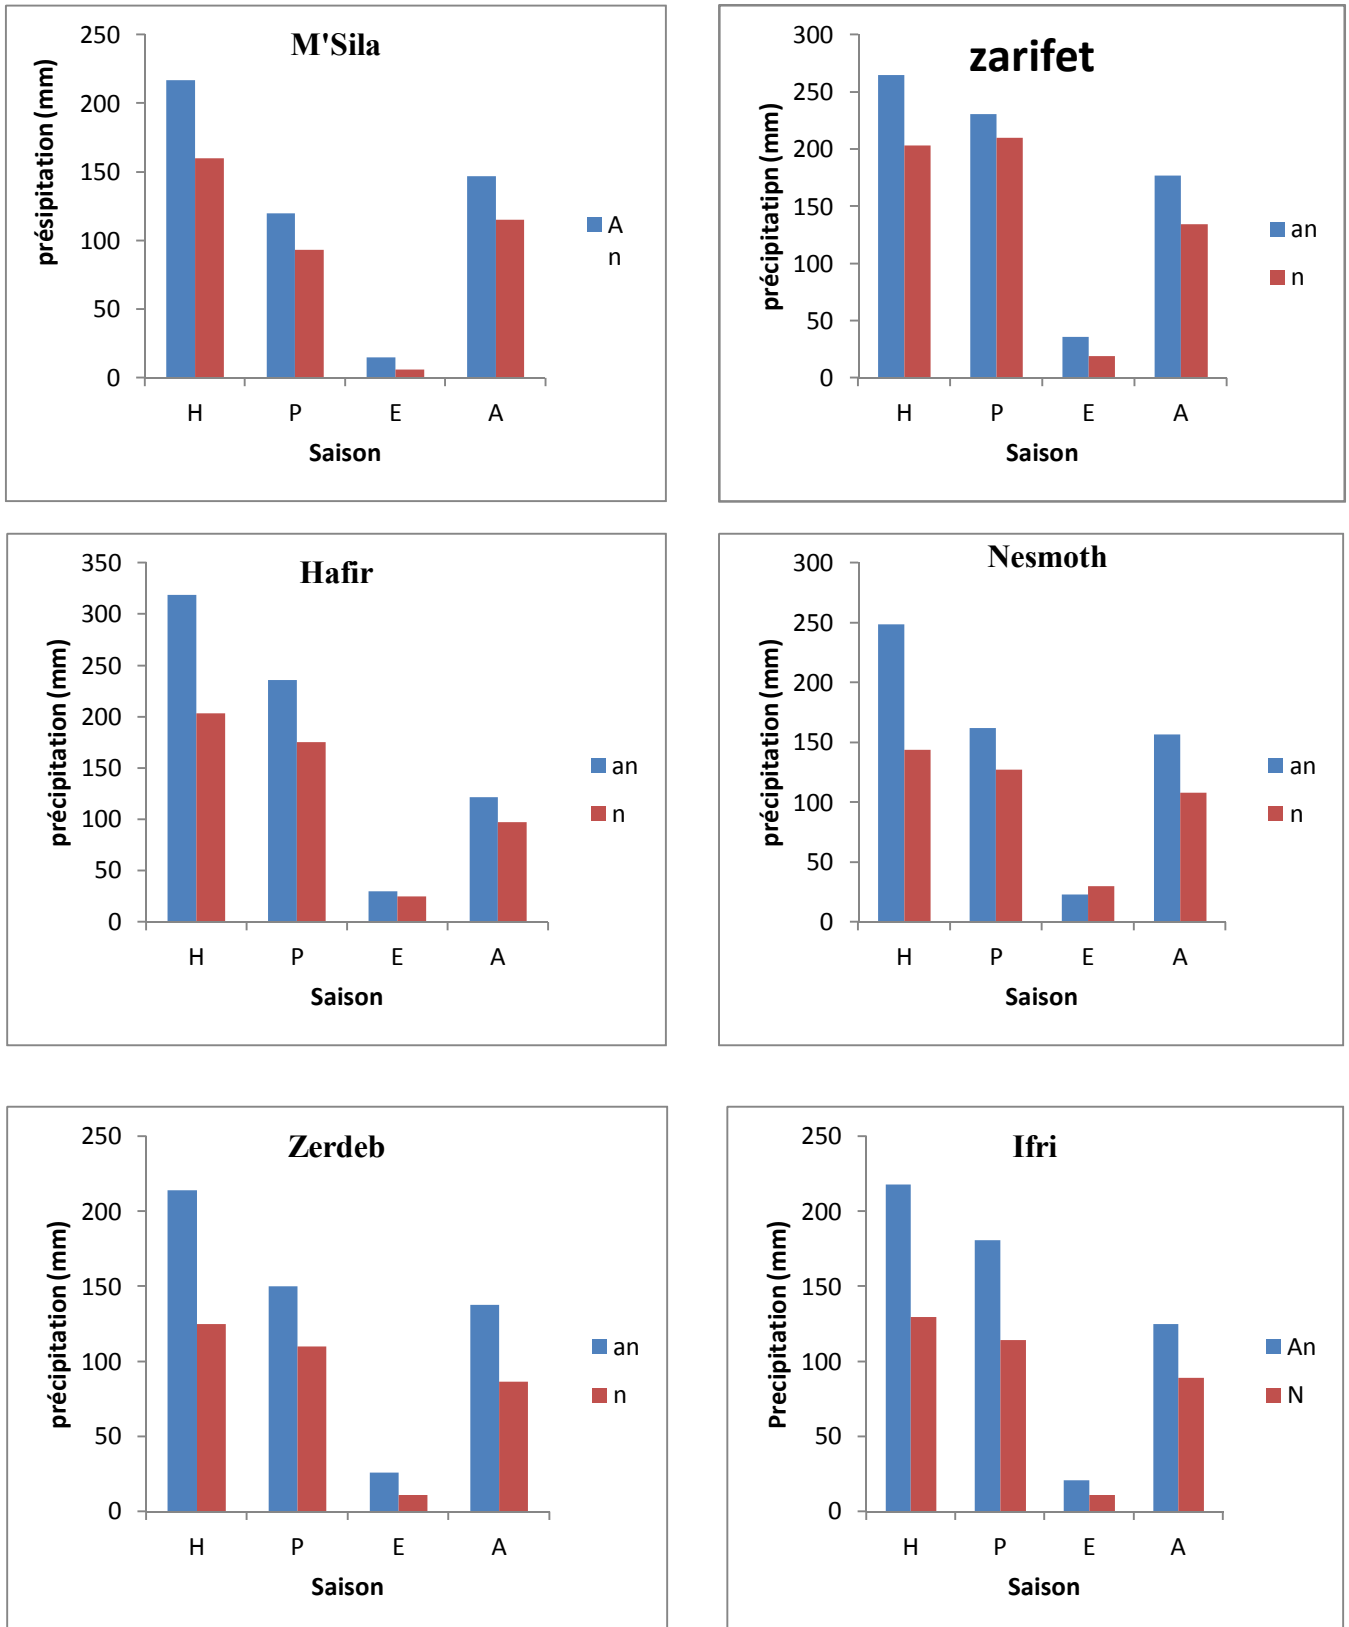 M'Sila
présipitation (mm)
250
200
150
100
50
0
H P E A
Saison
A
n
zarifet
précipitatipn (mm)
300
250
200
150
100
50
0
H P E A
Saison
an
n
Hafir
précipitation (mm)
350
300
250
200
150
100
50
0
H P E A
Saison
an
n
Nesmoth
précipitation (mm)
300
250
200
150
100
50
0
H P E A
Saison
an
n
Zerdeb
précipitation (mm)
250
200
150
100
50
0
H P E A
Saison
an
n
Ifri
Precipitation (mm)
250
200
150
100
50
0
H P E A
Saison
An
N